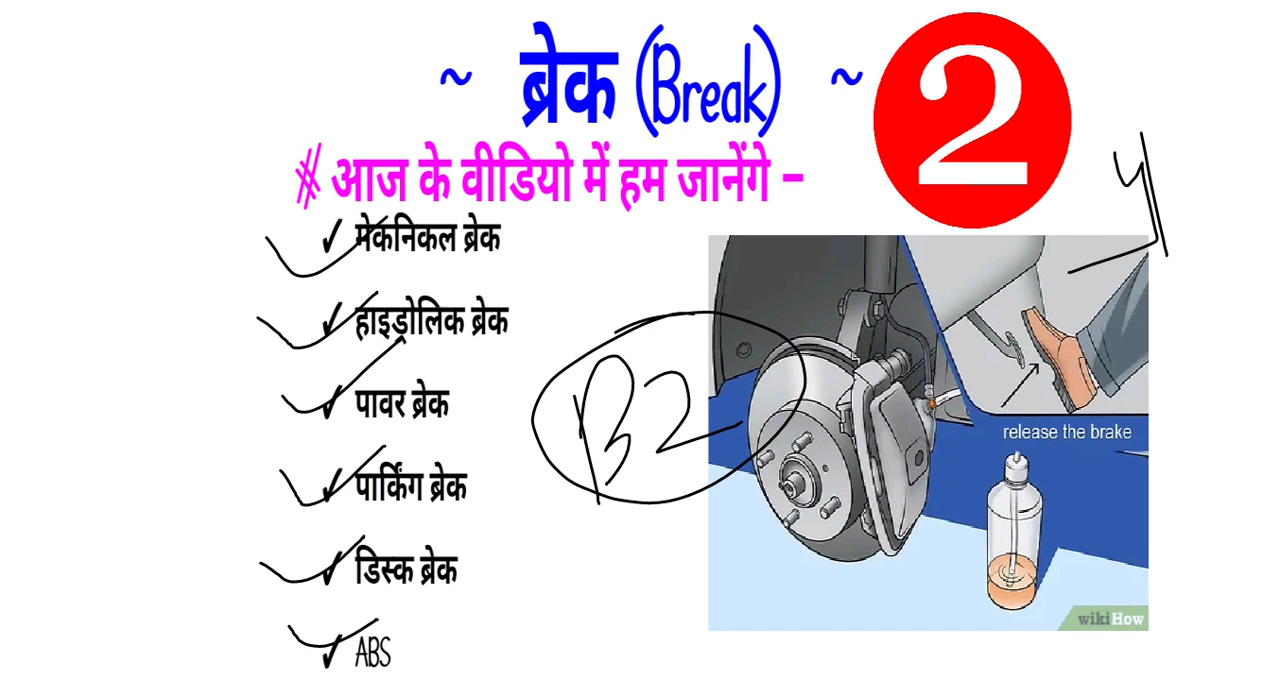 ~ ब्रेक (Break) ~
2
# आज के वीडियो में हम जानेंगे -
✓ मेकनिकल ब्रेक
✓ हाइड्रोलिक ब्रेक
✓ पावर ब्रेक
✓ पार्किंग ब्रेक
✓ डिस्क ब्रेक
✓ ABS
B2
release the brake
wikiHow